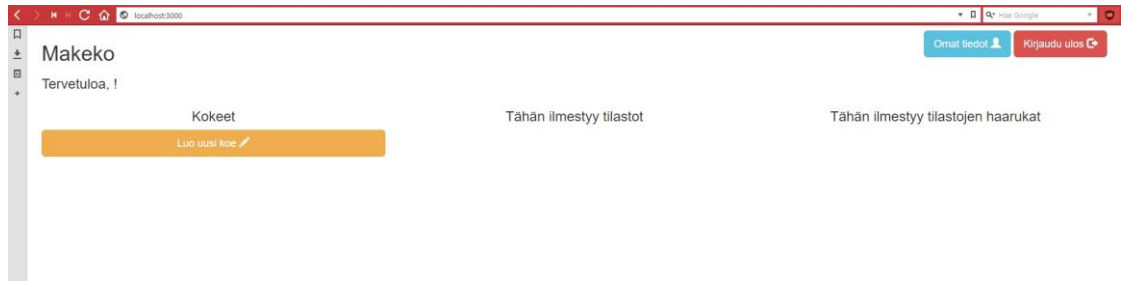 localhost:3000
Hae Google
Makeko
Omat tiedot
Kirjaudu ulos
Tervetuloa, !
Kokeet
Tähän ilmestyy tilastot
Tähän ilmestyy tilastojen haarukat
Luo uusi koe